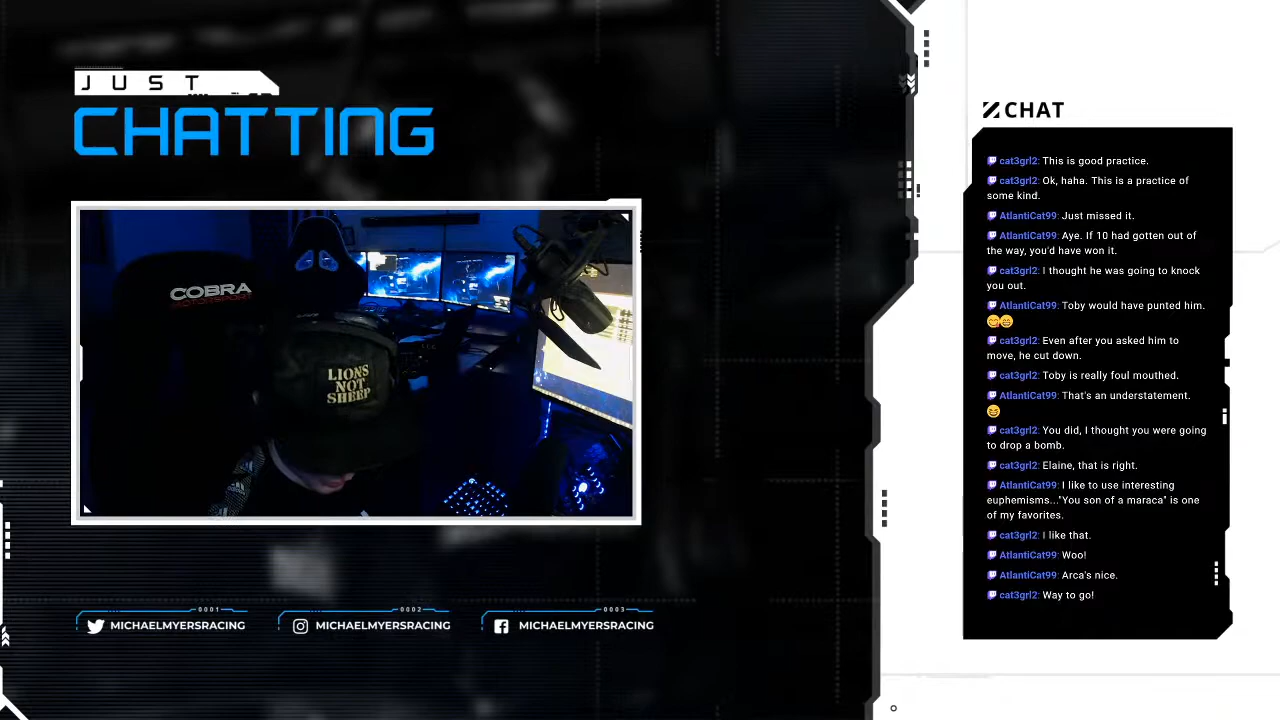 JUST
CHATTING
COBRA
LIONS
NOT
SHEEP
0001
MICHAELMYERSRACING
0002
MICHAELMYERSRACING
0003
MICHAELMYERSRACING
CHAT
cat3grl2: This is good practice.
cat3grl2: Ok, haha. This is a practice of
some kind.
AtlantiCat99: Just missed it.
AtlantiCat99: Aye. If 10 had gotten out of
the way, you'd have won it.
cat3grl2: I thought he was going to knock
you out.
AtlantiCat99: Toby would have punted him.
😋😄
cat3grl2: Even after you asked him to
move, he cut down.
cat3grl2: Toby is really foul mouthed.
AtlantiCat99: That's an understatement.
😆
cat3grl2: You did, I thought you were going
to drop a bomb.
cat3grl2: Elaine, that is right.
AtlantiCat99: I like to use interesting
euphemisms..."You son of a maraca" is one
of my favorites.
cat3grl2: I like that.
AtlantiCat99: Woo!
AtlantiCat99: Arca's nice.
cat3grl2: Way to go!